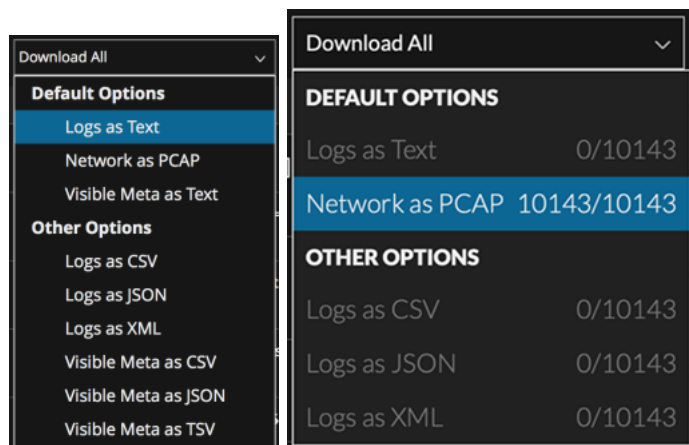 Download All
Default Options
Logs as Text
Network as PCAP
Visible Meta as Text
Other Options
Logs as CSV
Logs as JSON
Logs as XML
Visible Meta as CSV
Visible Meta as JSON
Visible Meta as TSV
Download All
DEFAULT OPTIONS
Logs as Text 0/10143
Network as PCAP 10143/10143
OTHER OPTIONS
Logs as CSV 0/10143
Logs as JSON 0/10143
Logs as XML 0/10143